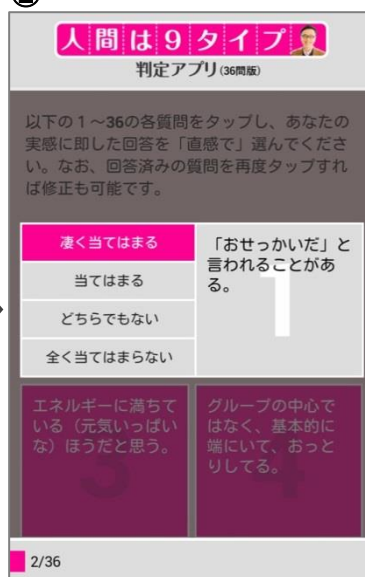 人間は9タイプ
判定アプリ(36問版)
以下の1～36の各質問をタップし、あなたの
実感に即した回答を「直感で」選んでくださ
い。なお、回答済みの質問を再度タップすれ
ば修正も可能です。
凄く当てはまる
当てはまる
どちらでもない
全く当てはまらない
「おせっかいだ」と
言われることがあ
る。
1
エネルギーに満ちて
いる（元気いっぱい
な）ほうだと思う。
3
グループの中心で
はなく、基本的に
端にいて、おっと
りしてる。
4
2/36